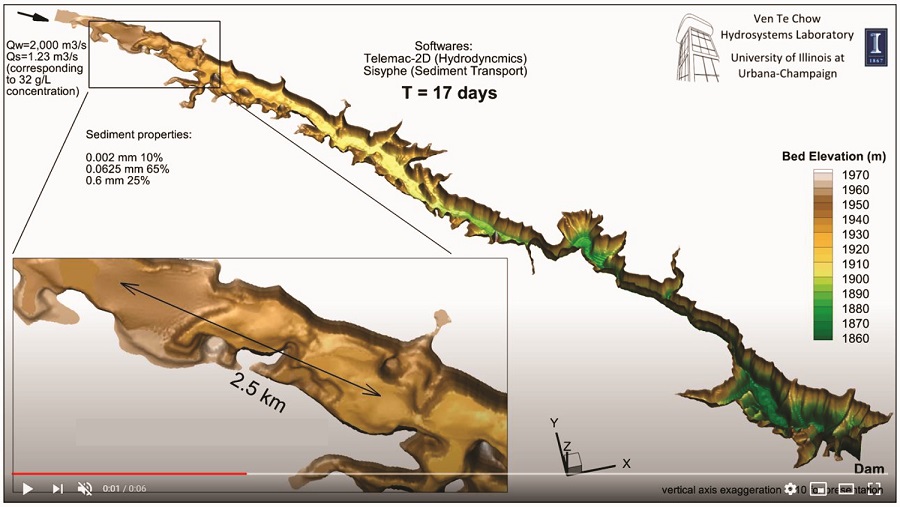 Qw=2,000 m3/s
Qs=1.23 m3/s
(corresponding
to 32 g/L
concentration)
Softwares:
Telemac-2D (Hydrodyncmics)
Sisyphe (Sediment Transport)
T = 17 days
Ven Te Chow
Hydrosystems Laboratory
University of Illinois at
Urbana-Champaign
I
1867
Sediment properties:
0.002 mm 10%
0.0625 mm 65%
0.6 mm 25%
Bed Elevation (m)
1970
1960
1950
1940
1930
1920
1910
1900
1890
1880
1870
1860
2.5 km
Y
Z
X
Dam
vertical axis exaggeration 10 presentation
0:01 / 0:06